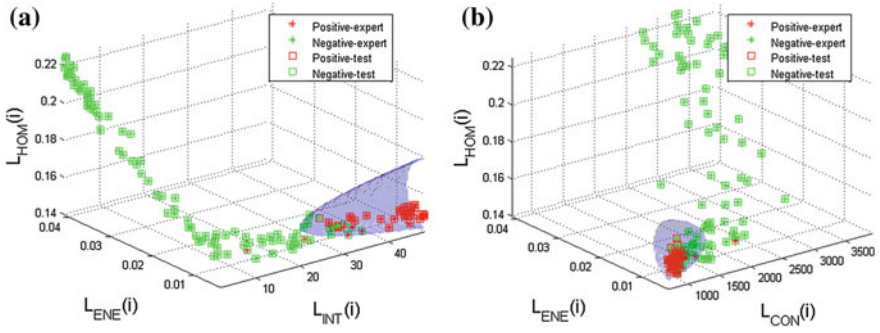 (a)
Positive-expert
Negative-expert
Positive-test
Negative-test
0.22
0.2
0.18
0.16
0.14
0.04
0.03
0.02
0.01
10
20
30
40
L_HOM(i)
L_ENE(i)
L_INT(i)
(b)
Positive-expert
Negative-expert
Positive-test
Negative-test
0.22
0.2
0.18
0.16
0.14
0.04
0.03
0.02
0.01
1000
1500
2000
2500
3000
3500
L_HOM(i)
L_ENE(i)
L_CON(i)